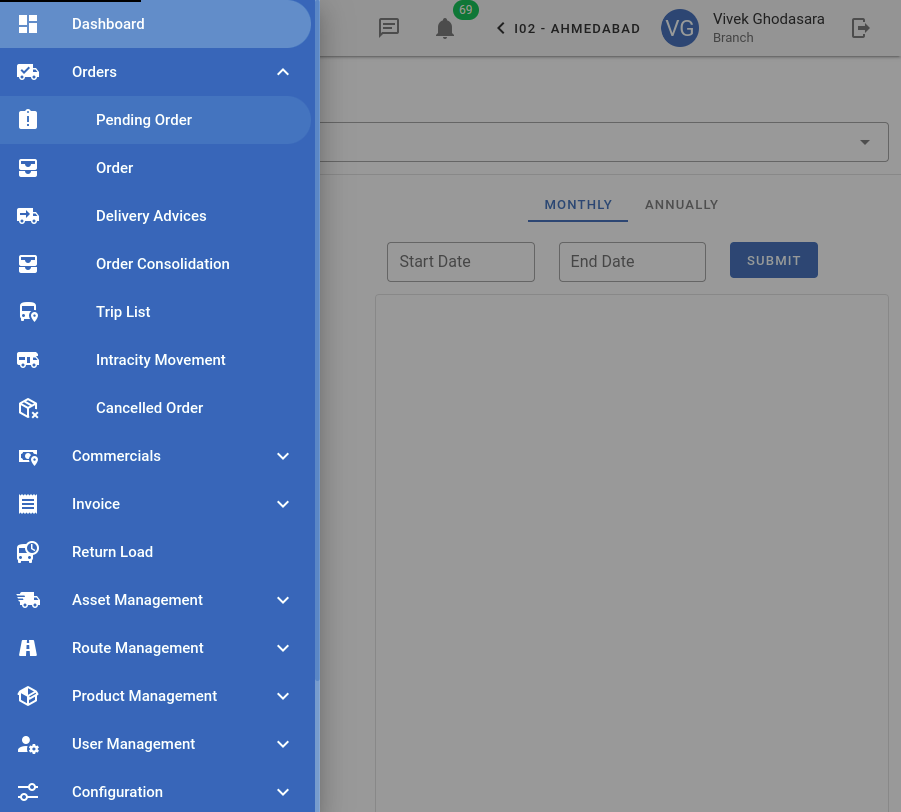 Dashboard
Orders
Pending Order
Order
Delivery Advices
Order Consolidation
Trip List
Intracity Movement
Cancelled Order
Commercials
Invoice
Return Load
Asset Management
Route Management
Product Management
User Management
Configuration
69
I02 - AHMEDABAD
VG
Vivek Ghodasara
Branch
MONTHLY
ANNUALLY
Start Date
End Date
SUBMIT